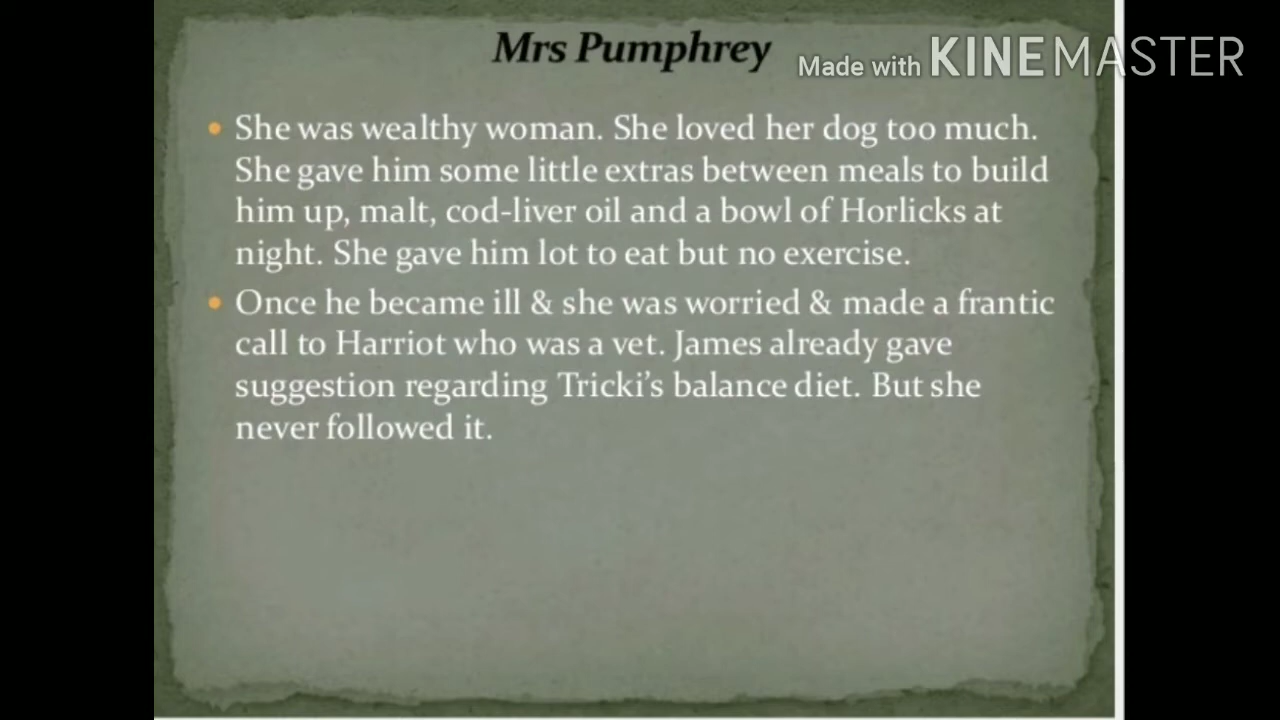 Mrs Pumphrey
Made with KINEMASTER
• She was wealthy woman. She loved her dog too much.
She gave him some little extras between meals to build
him up, malt, cod-liver oil and a bowl of Horlicks at
night. She gave him lot to eat but no exercise.
• Once he became ill & she was worried & made a frantic
call to Harriot who was a vet. James already gave
suggestion regarding Tricki's balance diet. But she
never followed it.